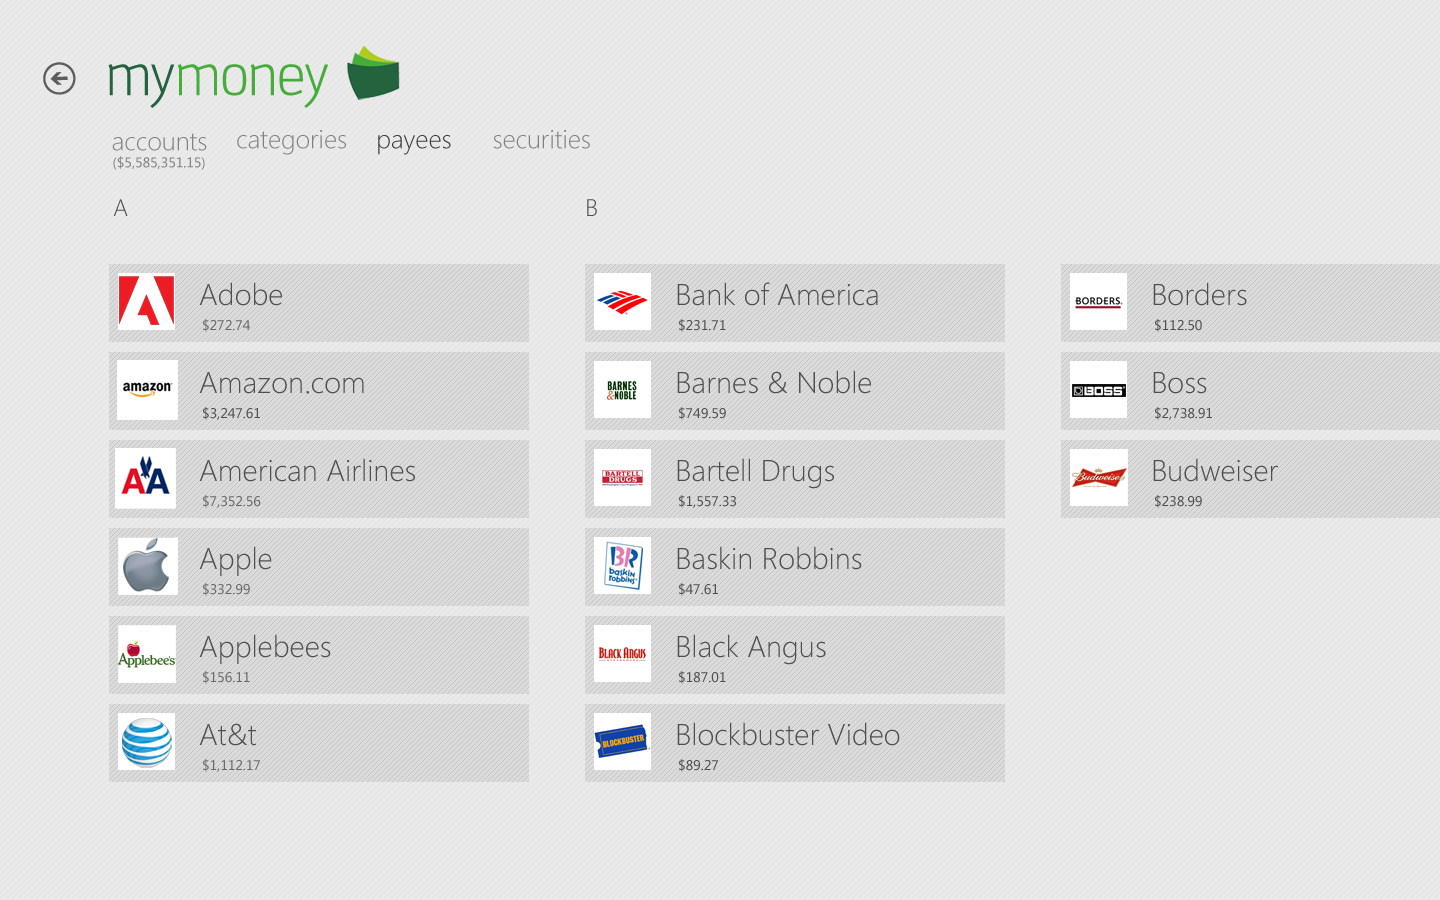 mymoney
accounts
($5,585,351.15)
categories
payees
securities
A
Adobe
$272.74
amazon
Amazon.com
$3,247.61
AA
American Airlines
$7,352.56
Apple
$332.99
Applebee's
Applebees
$156.11
At&t
$1,112.17
B
Bank of America
$231.71
BARNES
&NOBLE
Barnes & Noble
$749.59
BARTELL
DRUGS
Bartell Drugs
$1,557.33
BR
baskin
robbins
Baskin Robbins
$47.61
BLACK ANGUS
Black Angus
$187.01
BLOCKBUSTER
Blockbuster Video
$89.27
BORDERS.
Borders
$112.50
BOSS
Boss
$2,738.91
Budweiser
Budweiser
$238.99